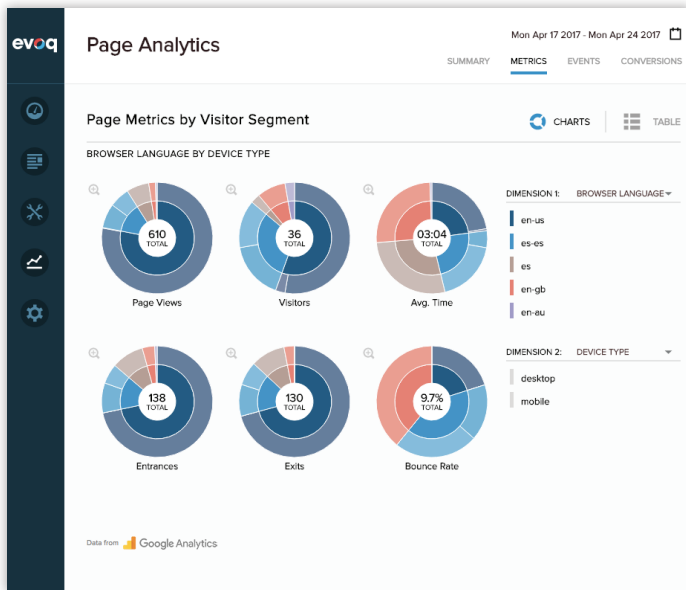 evoq
Page Analytics
Mon Apr 17 2017 - Mon Apr 24 2017
SUMMARY METRICS EVENTS CONVERSIONS
Page Metrics by Visitor Segment
CHARTS TABLE
BROWSER LANGUAGE BY DEVICE TYPE
610
TOTAL
Page Views
36
TOTAL
Visitors
03:04
TOTAL
Avg. Time
138
TOTAL
Entrances
130
TOTAL
Exits
9.7%
TOTAL
Bounce Rate
DIMENSION 1: BROWSER LANGUAGE
en-us
es-es
es
en-gb
en-au
DIMENSION 2: DEVICE TYPE
desktop
mobile
Data from Google Analytics